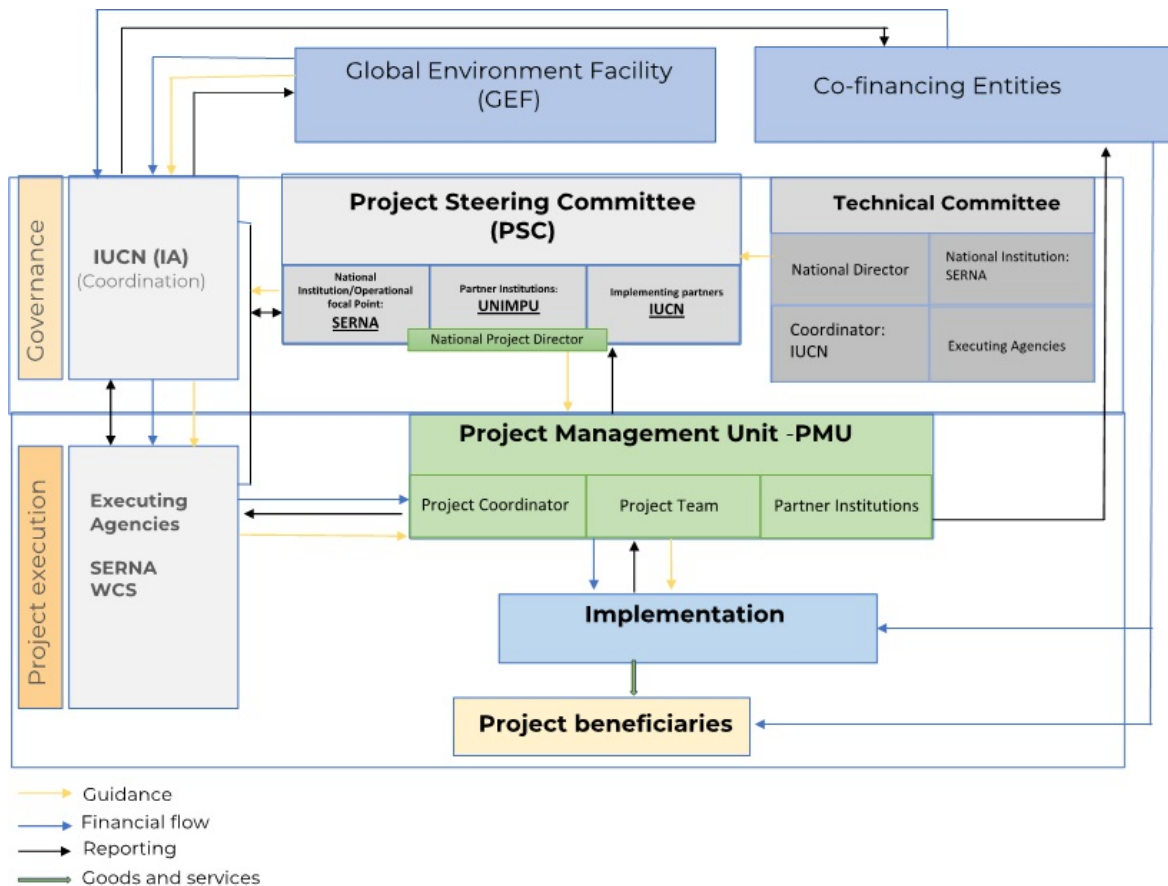 Global Environment Facility
(GEF)
Co-financing Entities
Governance
IUCN (IA)
(Coordination)
Project Steering Committee
(PSC)
National
Institution/Operational
focal Point:
SERNA
Partner Institutions:
UNIMPU
Implementing partners
IUCN
National Project Director
Technical Committee
National Director
National Institution:
SERNA
Coordinator:
IUCN
Executing Agencies
Project execution
Executing
Agencies
SERNA
WCS
Project Management Unit -PMU
Project Coordinator
Project Team
Partner Institutions
Implementation
Project beneficiaries
Guidance
Financial flow
Reporting
Goods and services